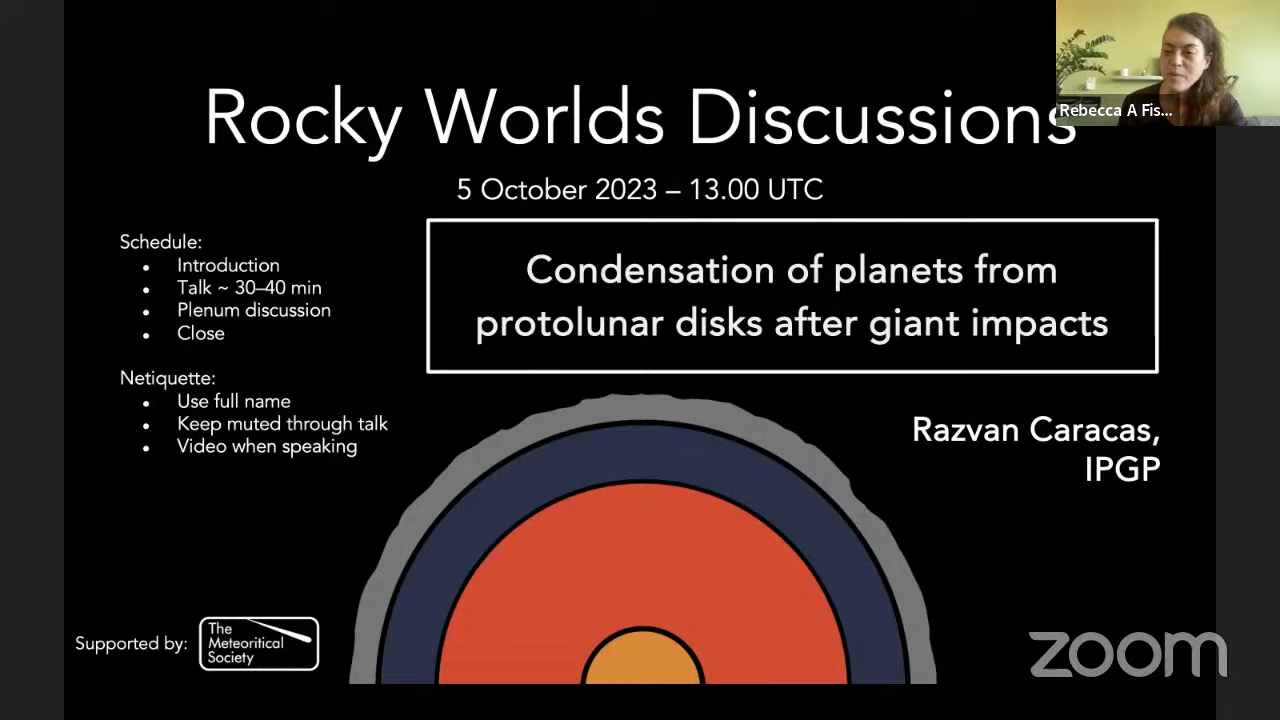 Rocky Worlds Discussions
Rebecca A Fis...
5 October 2023 – 13.00 UTC
Schedule:
• Introduction
• Talk ~ 30–40 min
• Plenum discussion
• Close
Netiquette:
• Use full name
• Keep muted through talk
• Video when speaking
Condensation of planets from
protolunar disks after giant impacts
Razvan Caracas,
IPGP
Supported by:
The
Meteoritical
Society
zoom